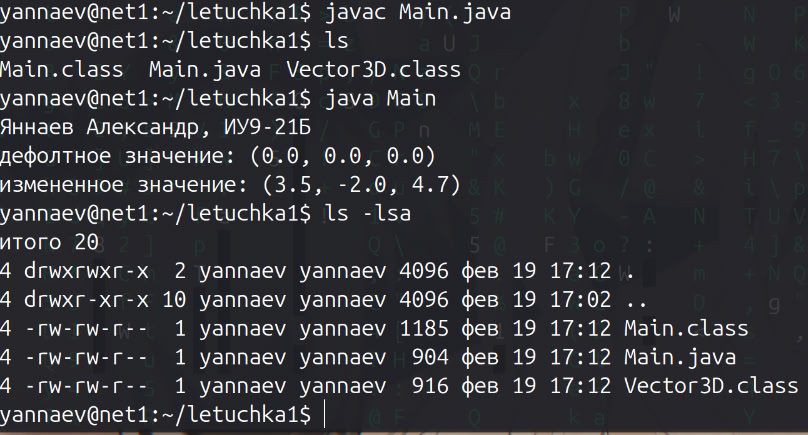 yannaev@net1:~/letuchka1$ javac Main.java
yannaev@net1:~/letuchka1$ ls
Main.class  Main.java  Vector3D.class
yannaev@net1:~/letuchka1$ java Main
Яннаев Александр, ИУ9-21Б
дефолтное значение: (0.0, 0.0, 0.0)
измененное значение: (3.5, -2.0, 4.7)
yannaev@net1:~/letuchka1$ ls -lsa
итого 20
4 drwxrwxr-x  2 yannaev yannaev 4096 фев 19 17:12 .
4 drwxr-xr-x 10 yannaev yannaev 4096 фев 19 17:02 ..
4 -rw-rw-r--  1 yannaev yannaev 1185 фев 19 17:12 Main.class
4 -rw-rw-r--  1 yannaev yannaev  904 фев 19 17:12 Main.java
4 -rw-rw-r--  1 yannaev yannaev  916 фев 19 17:12 Vector3D.class
yannaev@net1:~/letuchka1$